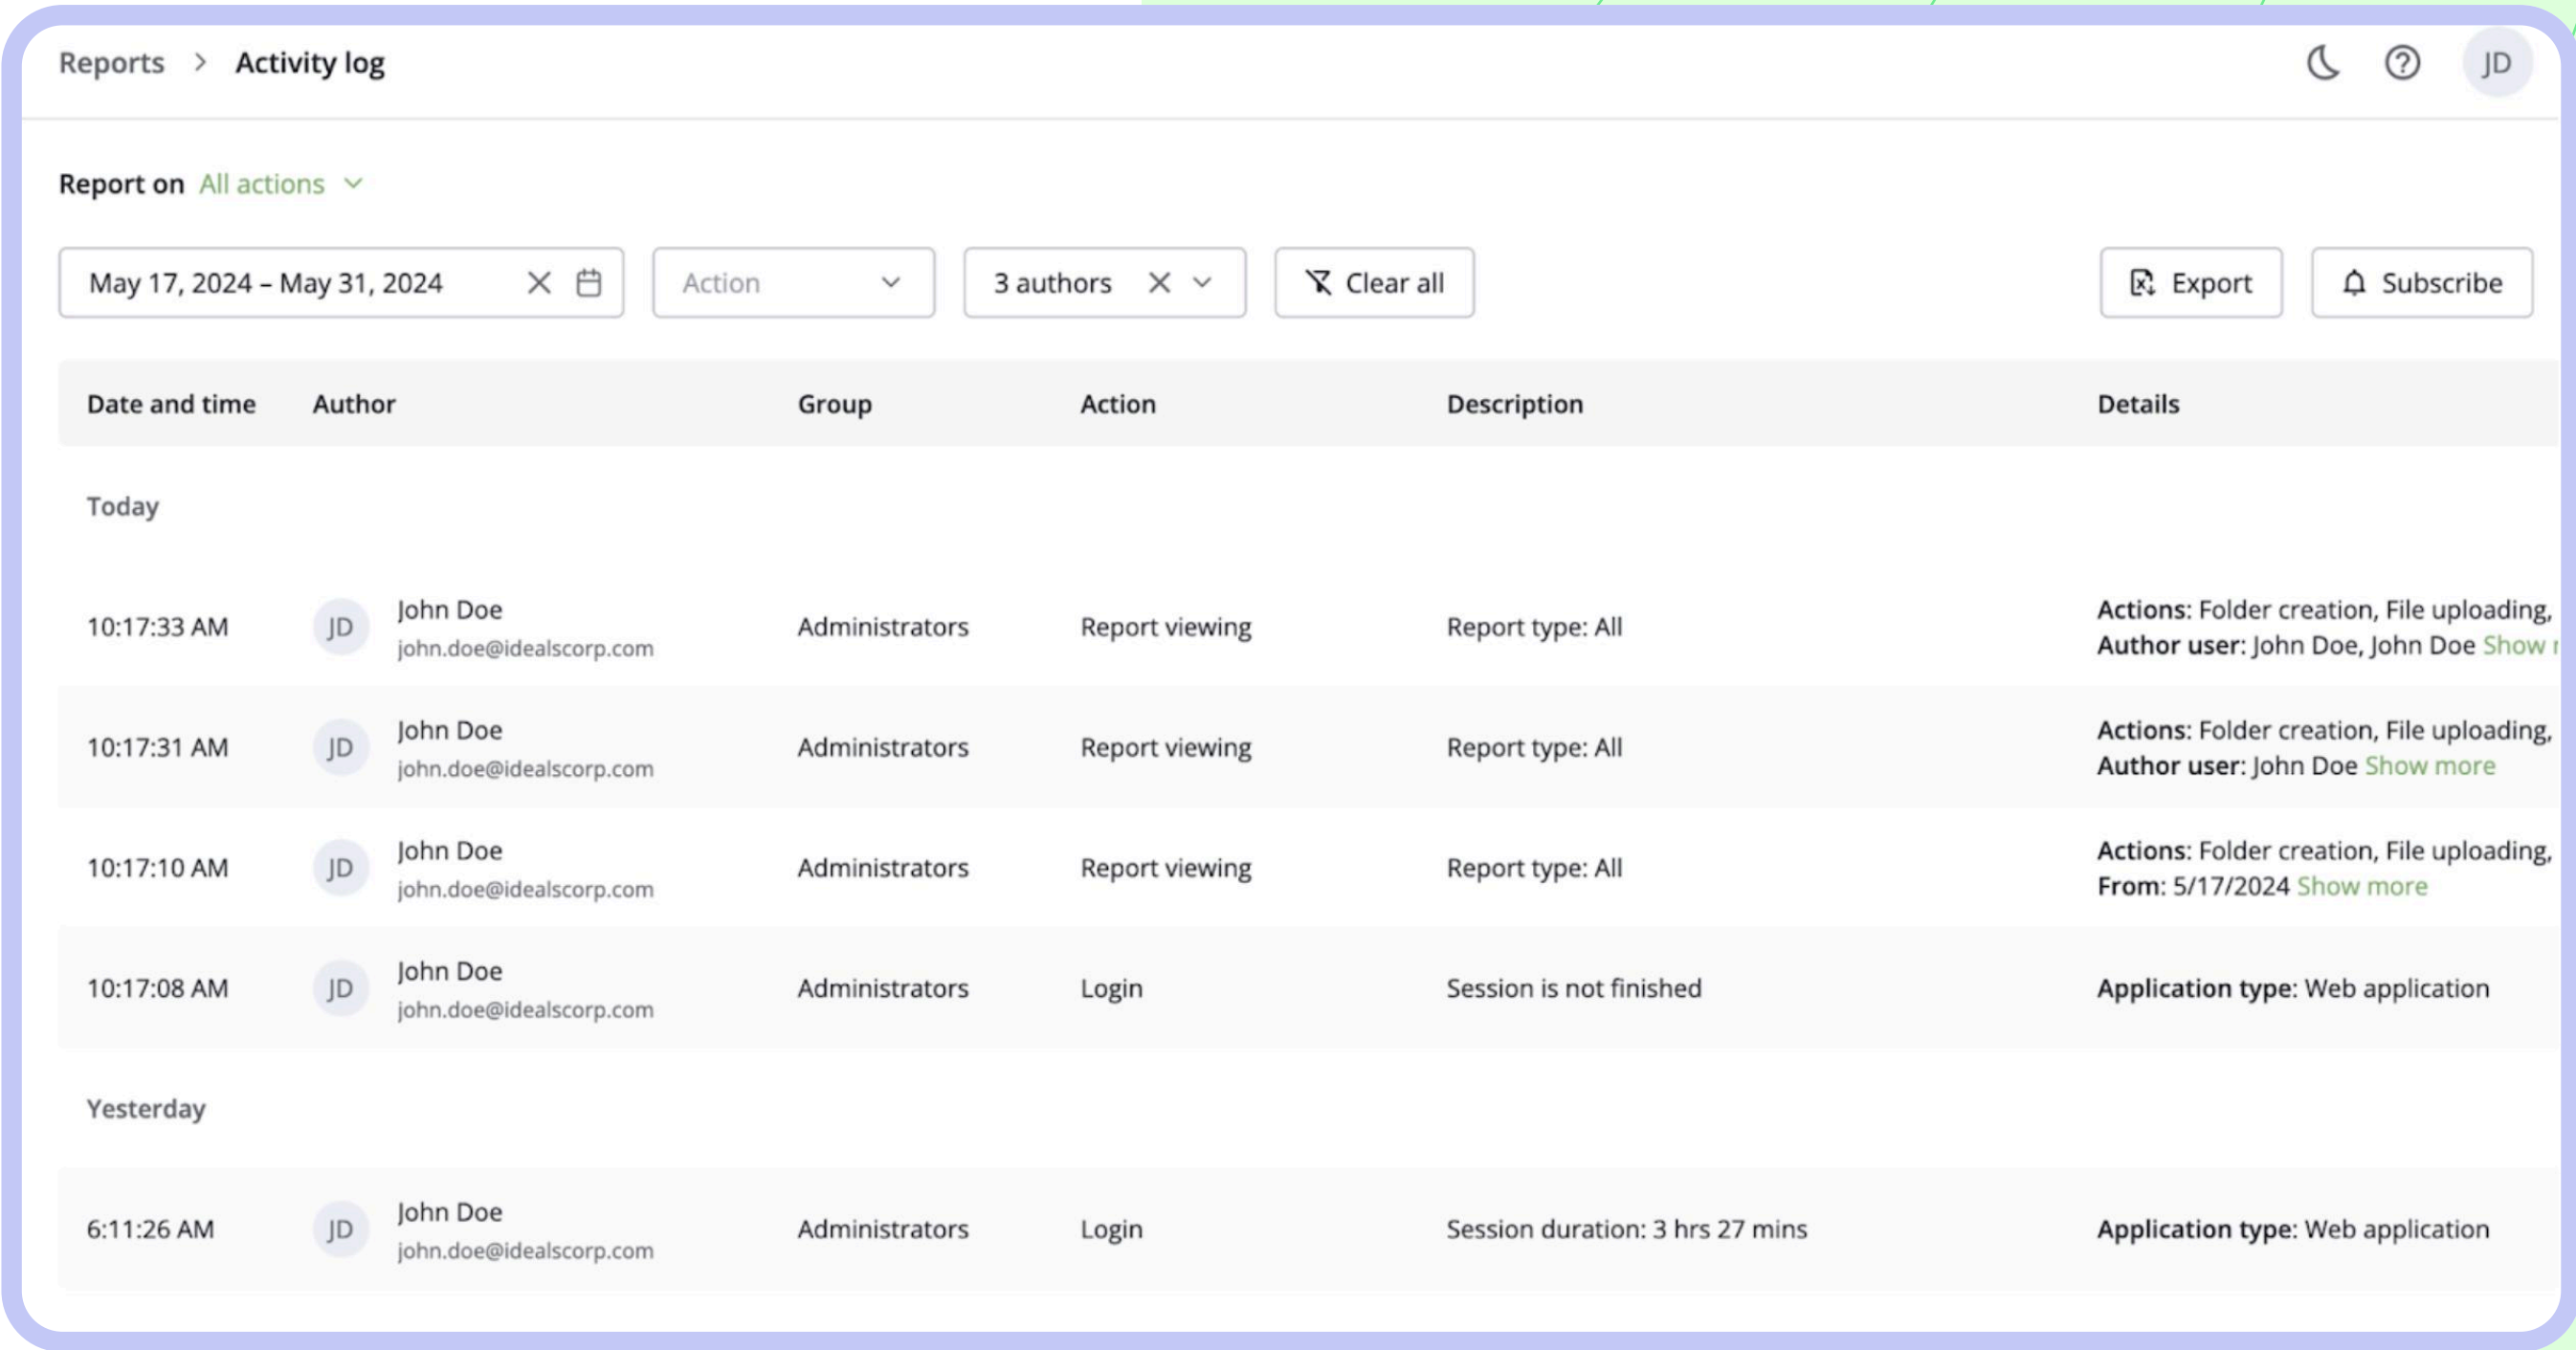 Reports > Activity log JD
Report on All actions
May 17, 2024 – May 31, 2024 Action 3 authors Clear all Export Subscribe
Date and time Author Group Action Description Details
Today
10:17:33 AM JD John Doe Administrators Report viewing Report type: All Actions: Folder creation, File uploading,
john.doe@idealscorp.com Author user: John Doe, John Doe Show
10:17:31 AM JD John Doe Administrators Report viewing Report type: All Actions: Folder creation, File uploading,
john.doe@idealscorp.com Author user: John Doe Show more
10:17:10 AM JD John Doe Administrators Report viewing Report type: All Actions: Folder creation, File uploading,
john.doe@idealscorp.com From: 5/17/2024 Show more
10:17:08 AM JD John Doe Administrators Login Session is not finished Application type: Web application
john.doe@idealscorp.com
Yesterday
6:11:26 AM JD John Doe Administrators Login Session duration: 3 hrs 27 mins Application type: Web application
john.doe@idealscorp.com